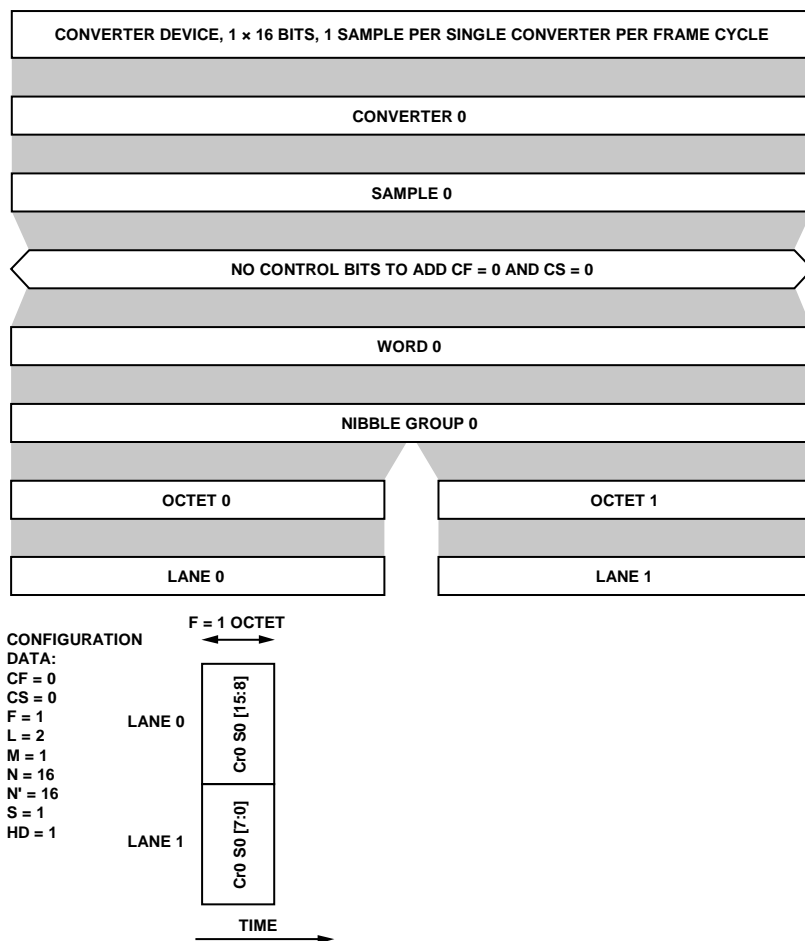 CONVERTER DEVICE, 1 × 16 BITS, 1 SAMPLE PER SINGLE CONVERTER PER FRAME CYCLE
CONVERTER 0
SAMPLE 0
NO CONTROL BITS TO ADD CF = 0 AND CS = 0
WORD 0
NIBBLE GROUP 0
OCTET 0
OCTET 1
LANE 0
LANE 1
CONFIGURATION
DATA:
CF = 0
CS = 0
F = 1
L = 2
M = 1
N = 16
N' = 16
S = 1
HD = 1
F = 1 OCTET
LANE 0
Cr0 S0 [15:8]
LANE 1
Cr0 S0 [7:0]
TIME